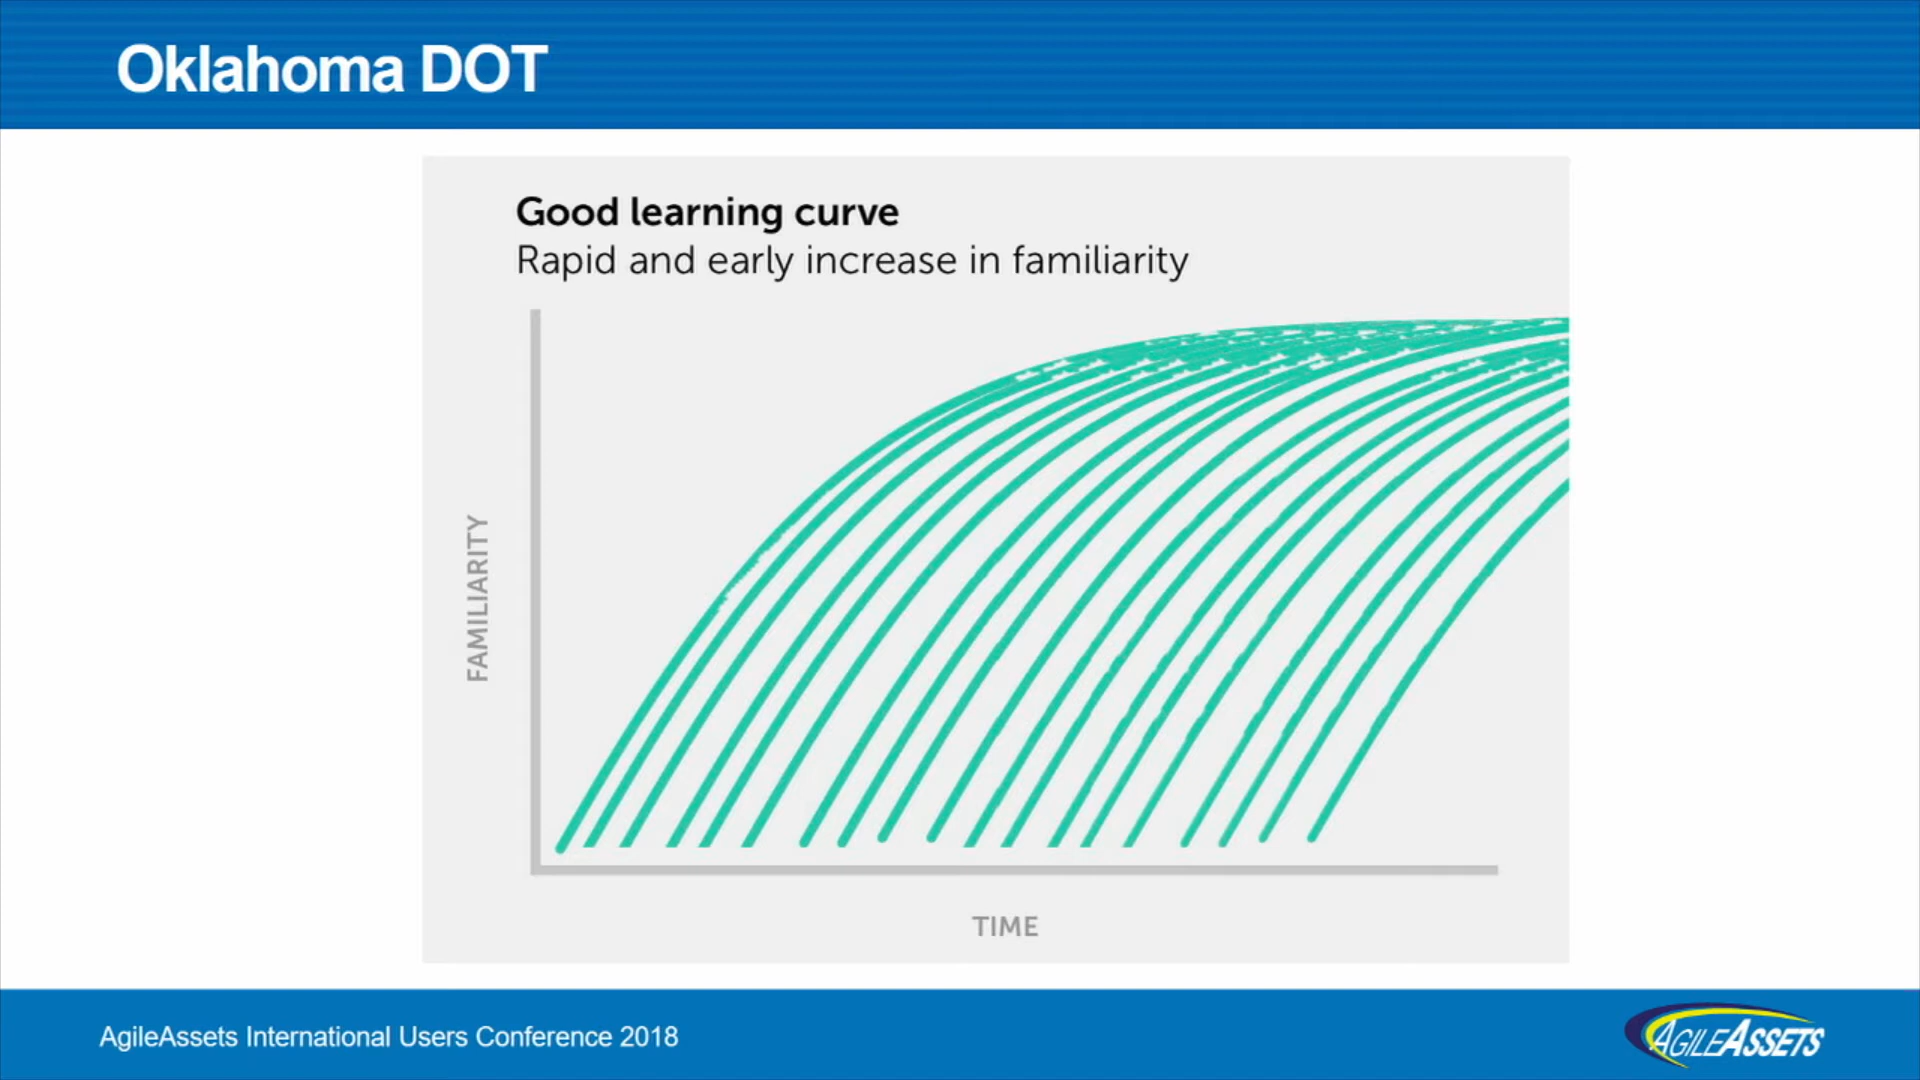 Oklahoma DOT
Good learning curve
Rapid and early increase in familiarity
FAMILIARITY
TIME
AgileAssets International Users Conference 2018
AGILEASSETS